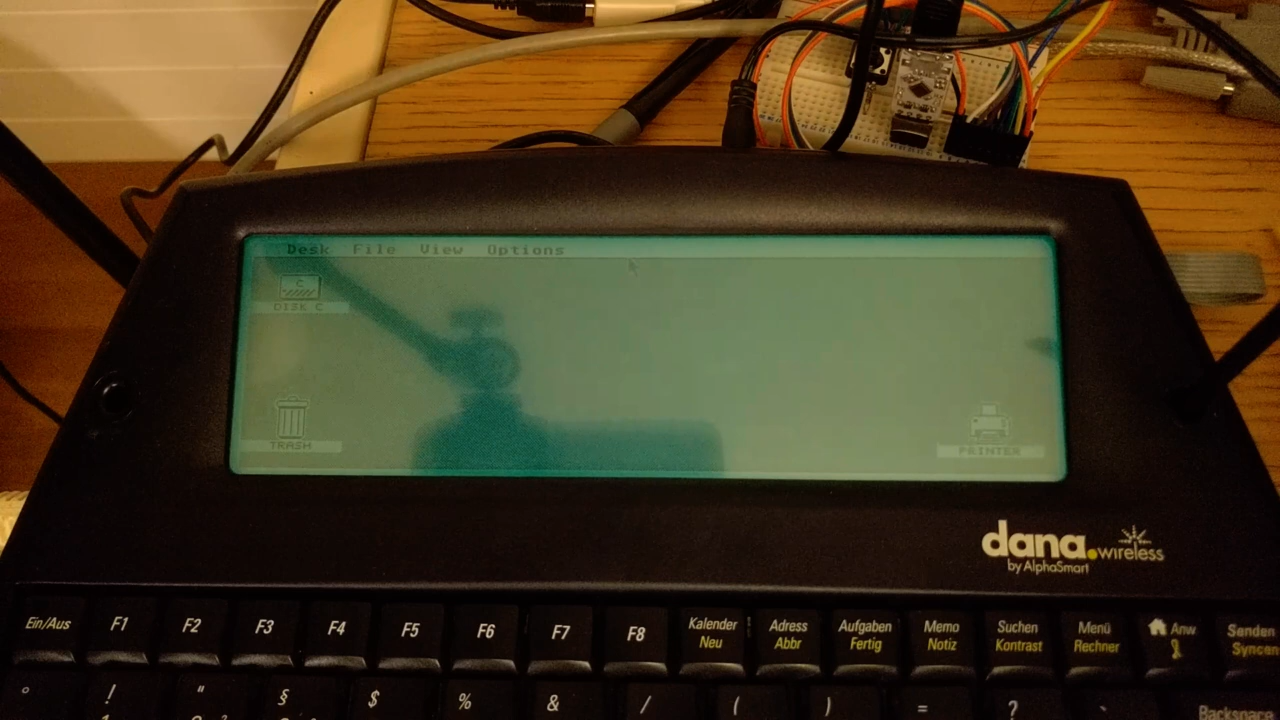 Desk File View Options
C
DISK C
TRASH
PRINTER
dana.wireless
by AlphaSmart
Ein/Aus F1 F2 F3 F4 F5 F6 F7 F8 Kalender Adress Aufgaben Memo Suchen Menü Anw Senden
Neu Abbr Fertig Notiz Kontrast Rechner Syncen
° ! " § $ % & / ( ) = ? ` Backspace